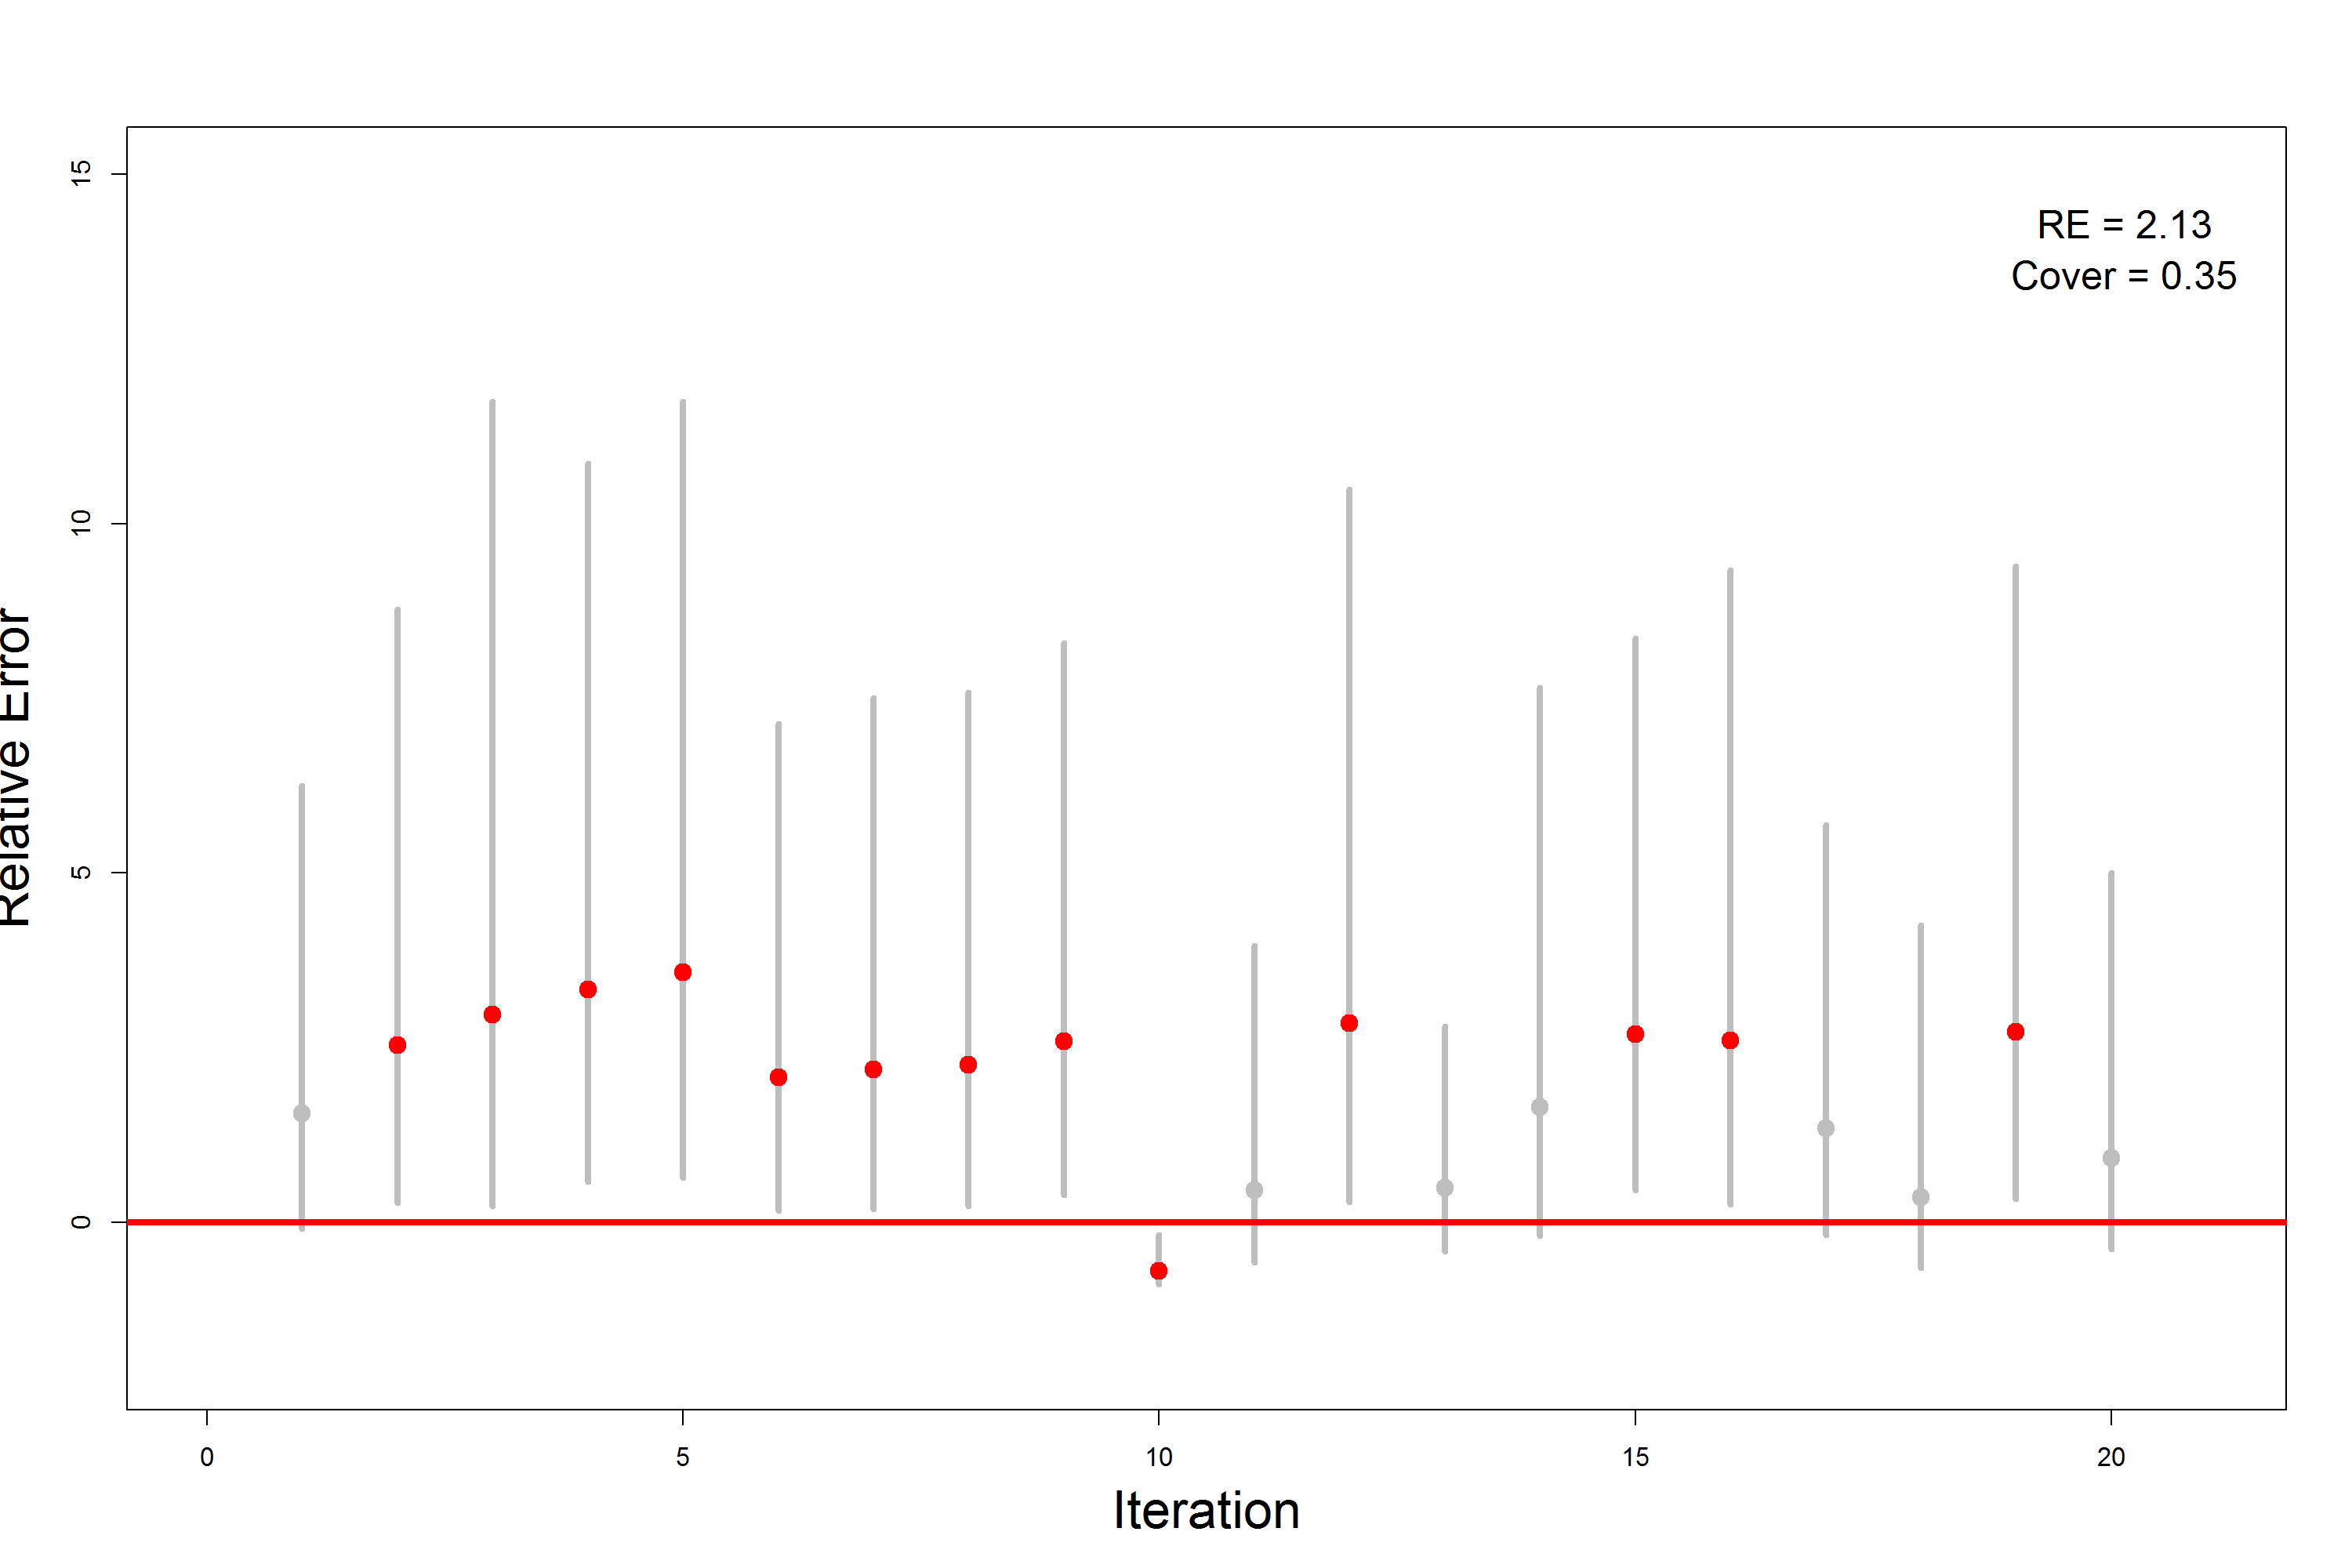 RE = 2.13
Cover = 0.35
15
10
5
0
Relative Error
0 5 10 15 20
Iteration